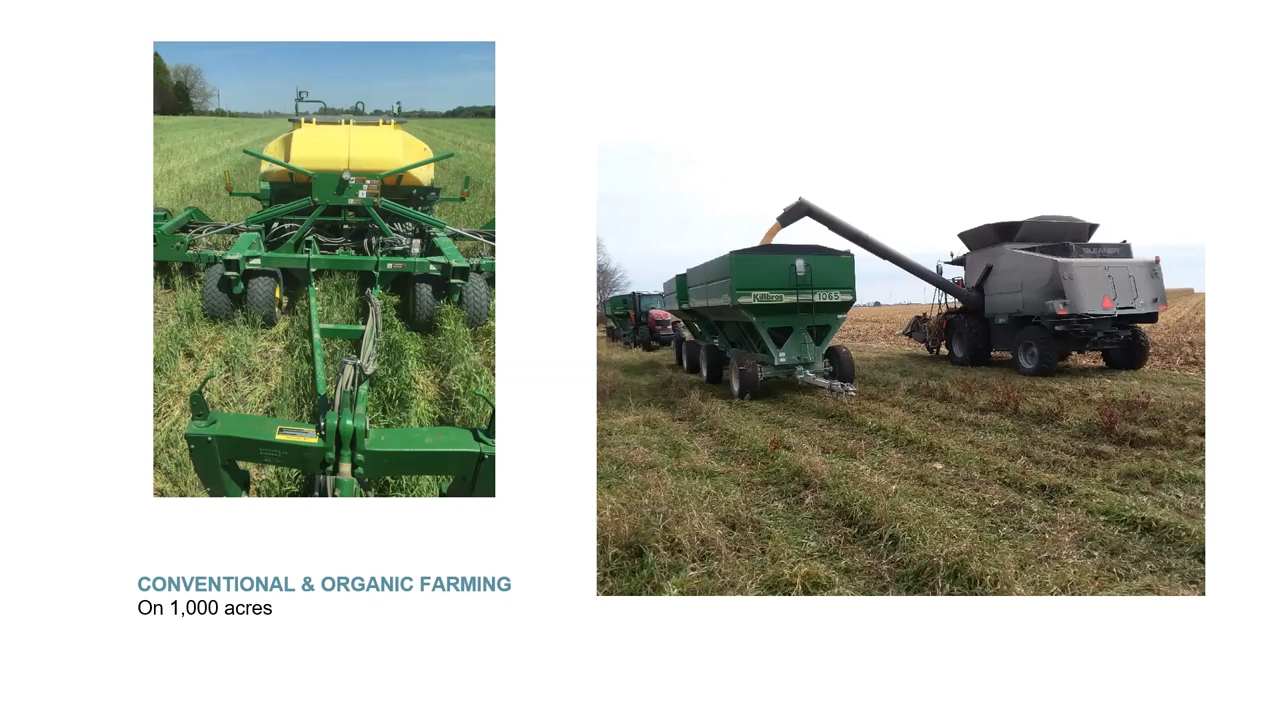 GLEANER
Killbros
1065
CONVENTIONAL & ORGANIC FARMING
On 1,000 acres